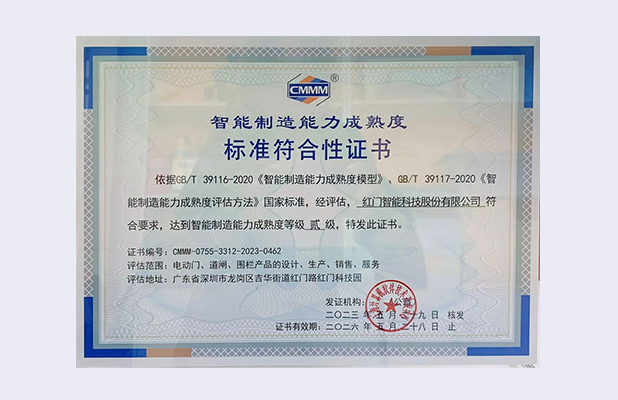 CMMM®
智能制造能力成熟度
标准符合性证书
依据GB/T 39116-2020《智能制造能力成熟度模型》、GB/T 39117-2020《智
能制造能力成熟度评估方法》国家标准，经评估， 红门智能科技股份有限公司 符
合要求，达到智能制造能力成熟度等级 贰 级，特发此证书。
证书编号：CMMM-0755-3312-2023-0462
评估范围：电动门、道闸、围栏产品的设计、生产、销售、服务
评估地址：广东省深圳市龙岗区吉华街道红门路红门科技园
发证机构： 公章
二〇二三 年 五 月 二十九 日 核发
证书有效期：二〇二六 年 五 月 二十八 日 止